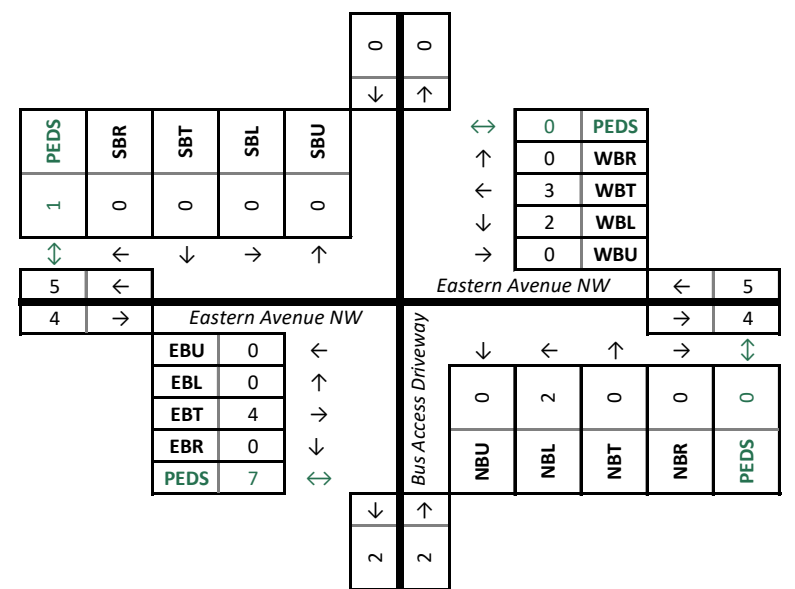 0 0
↓ ↑
PEDS SBR SBT SBL SBU
1 0 0 0 0
↕ ← ↓ → ↑
↔ 0 PEDS
↑ 0 WBR
← 3 WBT
↓ 2 WBL
→ 0 WBU
5 ←
Eastern Avenue NW
← 5
4 →
Eastern Avenue NW
→ 4
EBU 0 ←
EBL 0 ↑
EBT 4 →
EBR 0 ↓
PEDS 7 ↔
Bus Access Driveway
↓ ← ↑ → ↕
0 2 0 0 0
NBU NBL NBT NBR PEDS
↓ ↑
2 2